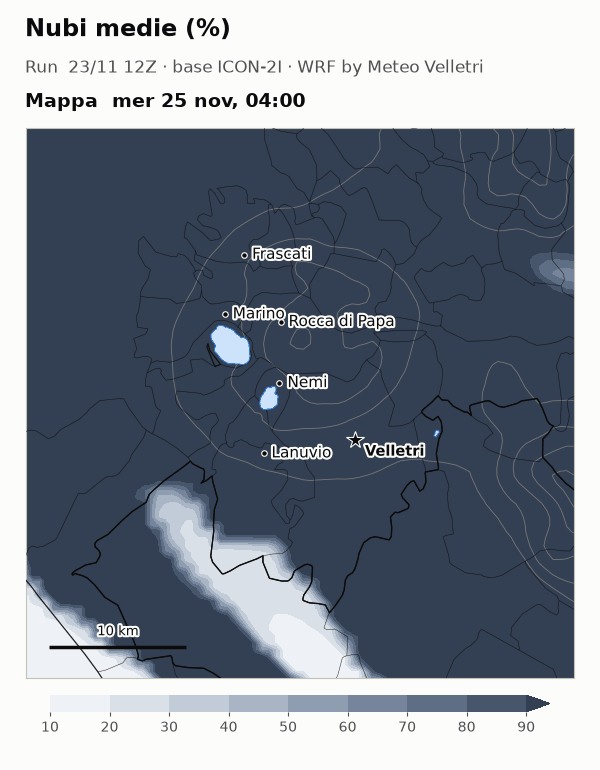 Nubi medie (%)
Run  23/11 12Z · base ICON-2I · WRF by Meteo Velletri
Mappa  mer 25 nov, 04:00
Frascati
Marino
Rocca di Papa
Nemi
Velletri
Lanuvio
10 km
10 20 30 40 50 60 70 80 90